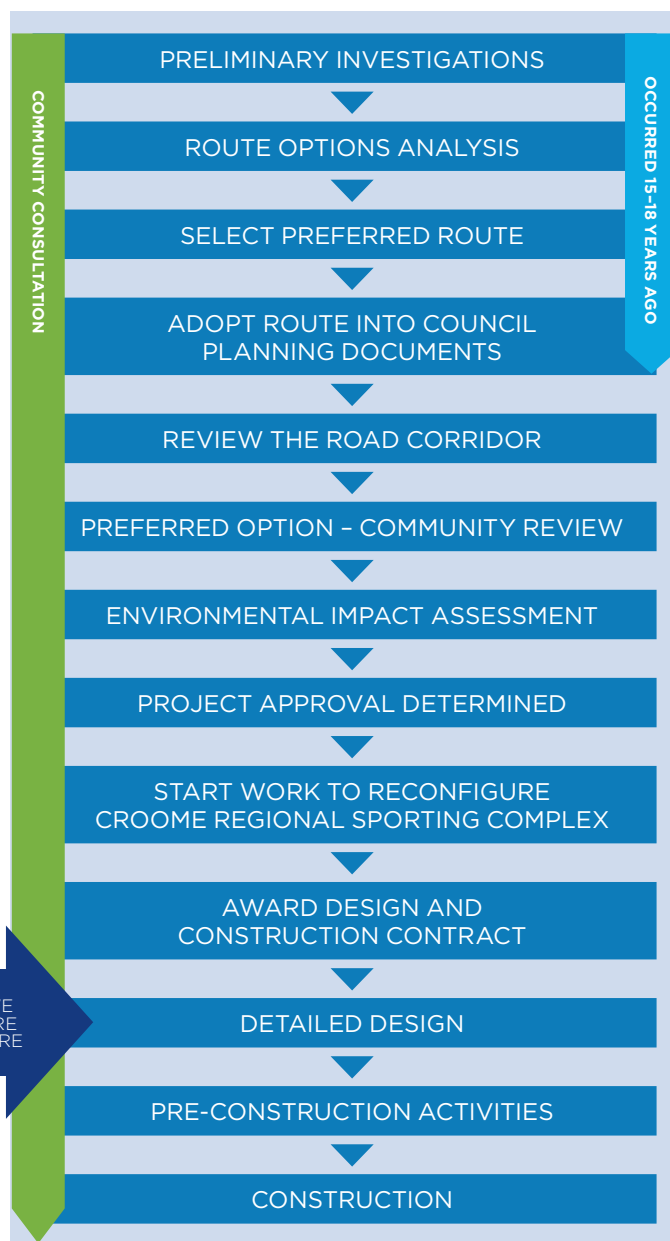 COMMUNITY CONSULTATION
OCCURRED 15–18 YEARS AGO
PRELIMINARY INVESTIGATIONS
ROUTE OPTIONS ANALYSIS
SELECT PREFERRED ROUTE
ADOPT ROUTE INTO COUNCIL
PLANNING DOCUMENTS
REVIEW THE ROAD CORRIDOR
PREFERRED OPTION – COMMUNITY REVIEW
ENVIRONMENTAL IMPACT ASSESSMENT
PROJECT APPROVAL DETERMINED
START WORK TO RECONFIGURE
CROOME REGIONAL SPORTING COMPLEX
AWARD DESIGN AND
CONSTRUCTION CONTRACT
DETAILED DESIGN
PRE-CONSTRUCTION ACTIVITIES
CONSTRUCTION